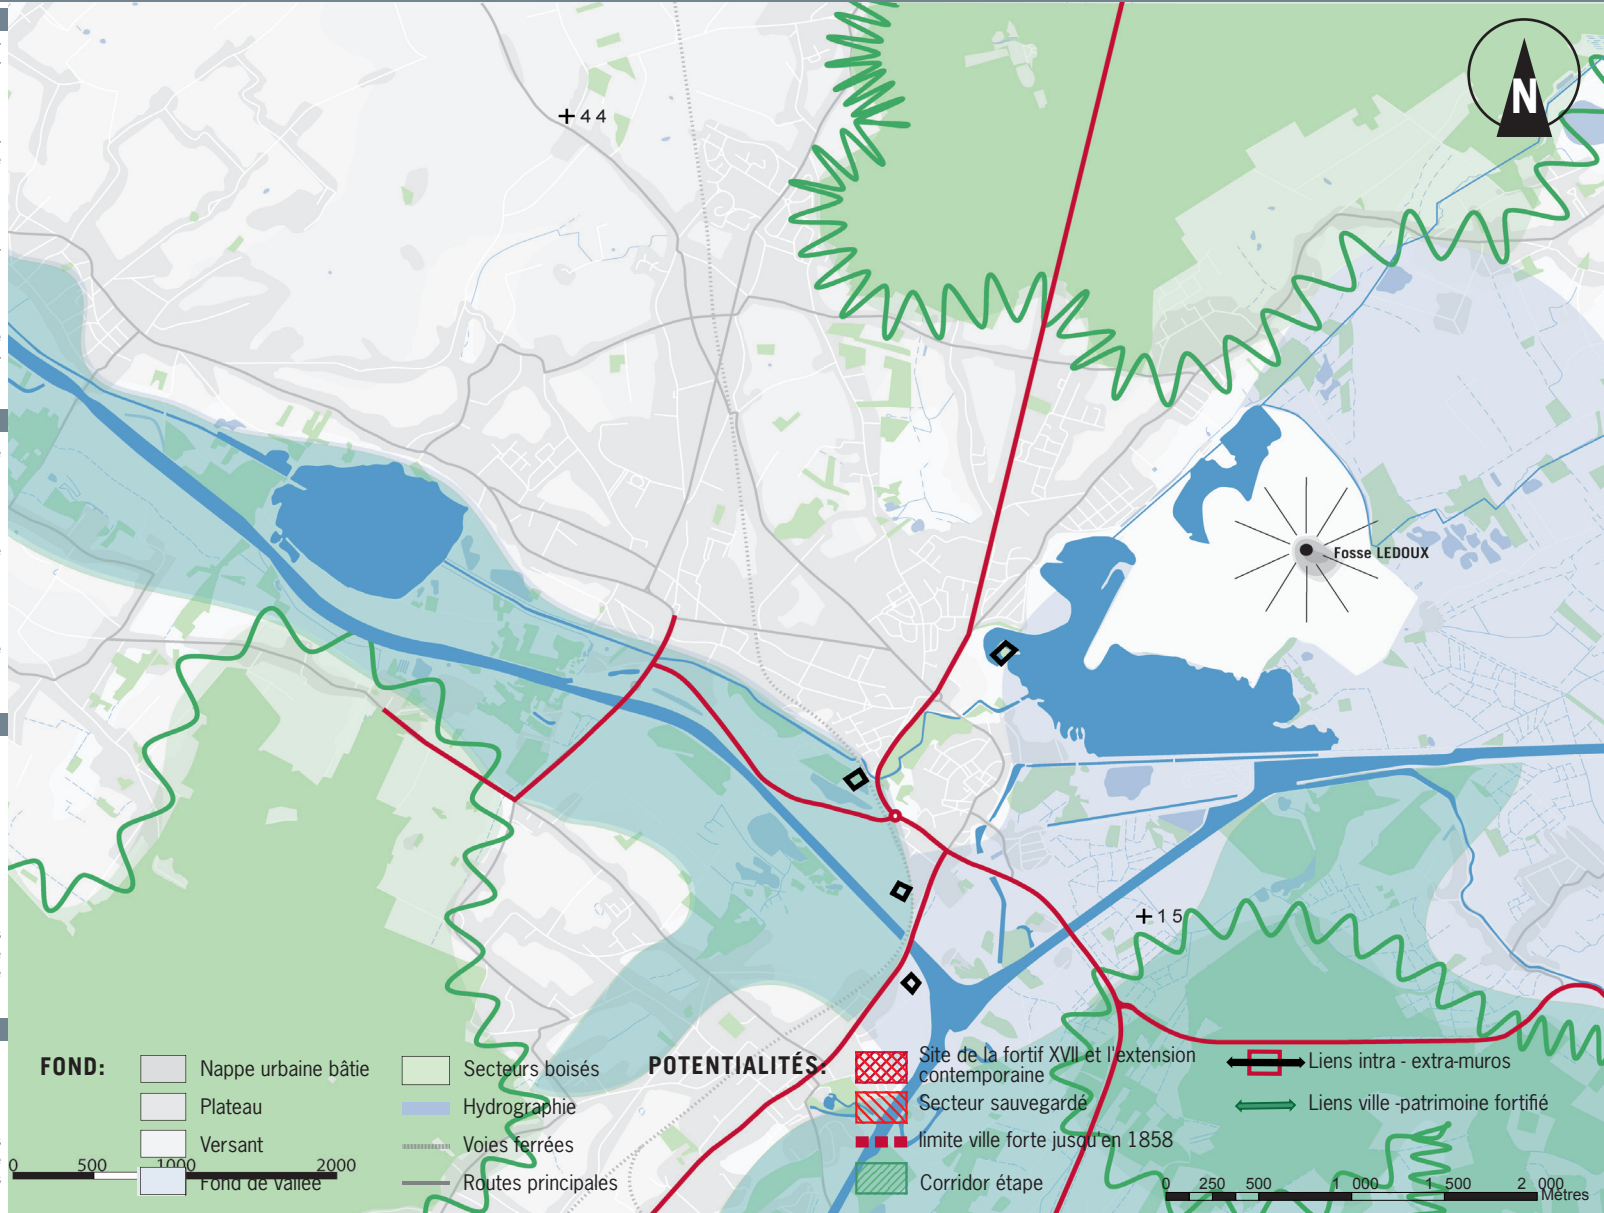 N
+44
Fosse LEDOUX
+15
FOND:
Nappe urbaine bâtie
Plateau
Versant
Fond de vallée
Secteurs boisés
Hydrographie
Voies ferrées
Routes principales
0 500 1000 2000
POTENTIALITÉS:
Site de la fortif XVII et l'extension
contemporaine
Secteur sauvegardé
limite ville forte jusqu'en 1858
Corridor étape
Liens intra - extra-muros
Liens ville -patrimoine fortifié
0 250 500 1 000 1 500 2 000
Mètres